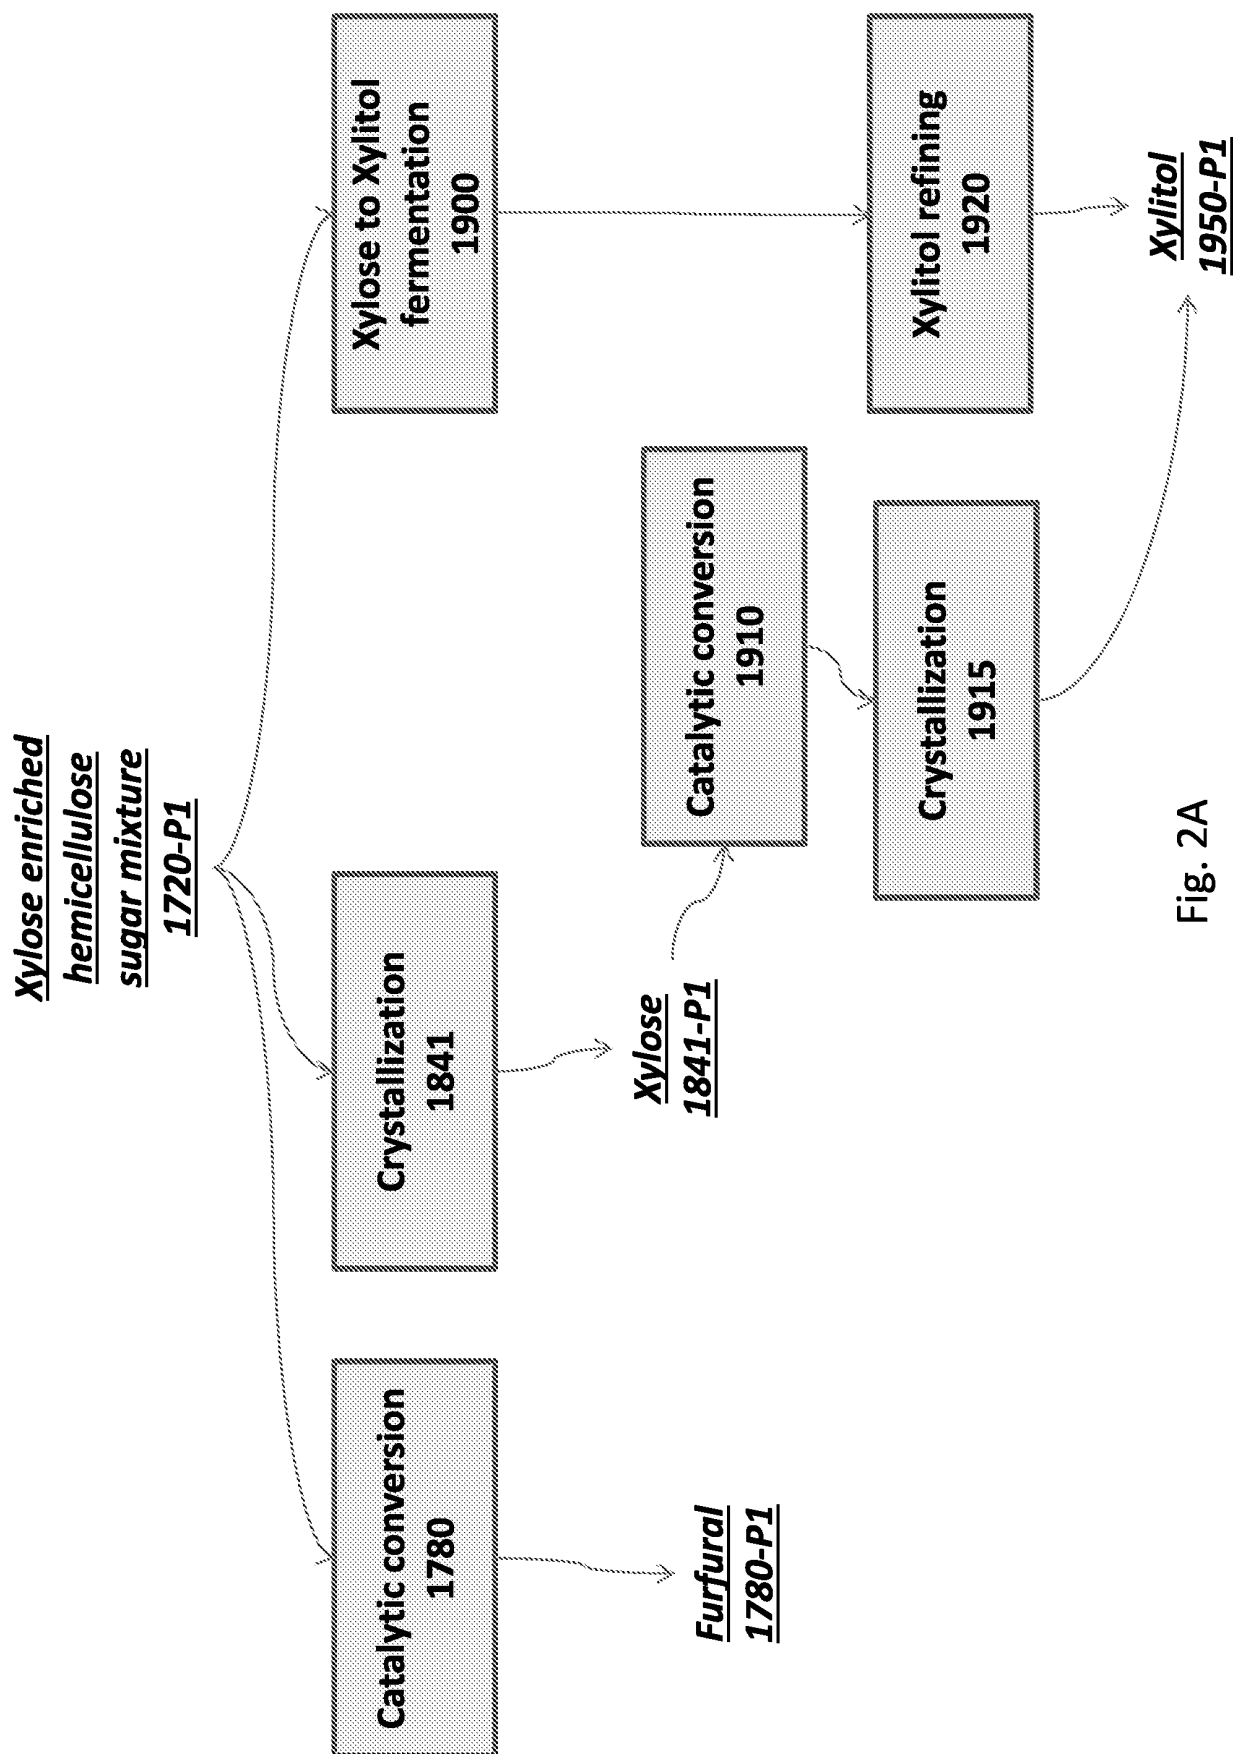 Xylose enriched
hemicellulose
sugar mixture
1720-P1
Catalytic conversion
1780
Crystallization
1841
Xylose to Xylitol
fermentation
1900
Furfural
1780-P1
Xylose
1841-P1
Catalytic conversion
1910
Crystallization
1915
Xylitol refining
1920
Xylitol
1950-P1
Fig. 2A